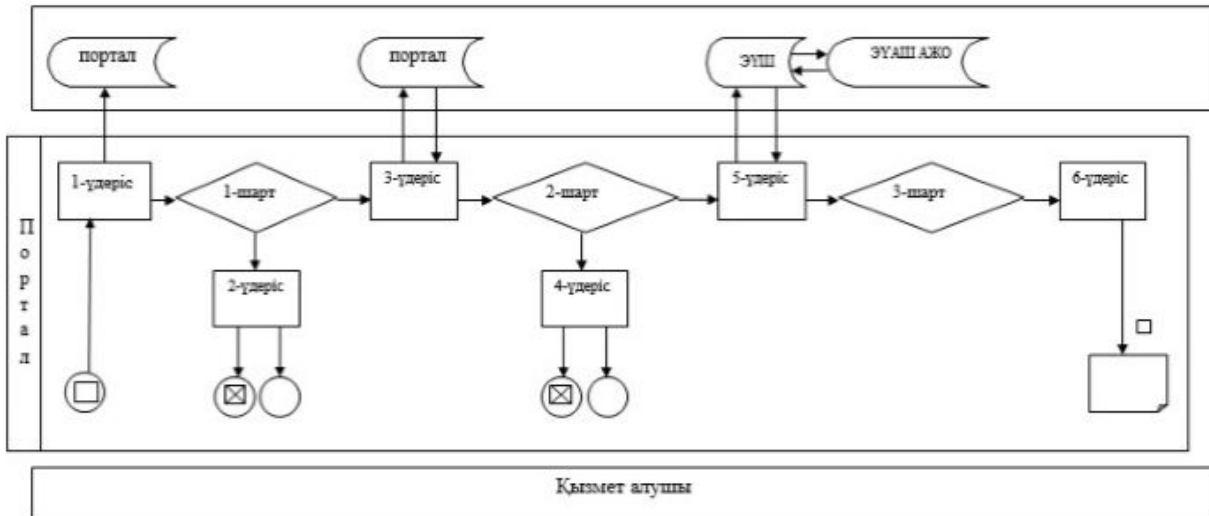 портал
портал
ЭҮШ
ЭҮАШ АЖО
1-үдеріс
1-шарт
3-үдеріс
2-шарт
5-үдеріс
3-шарт
6-үдеріс
Портал
2-үдеріс
4-үдеріс
Қызмет алушы